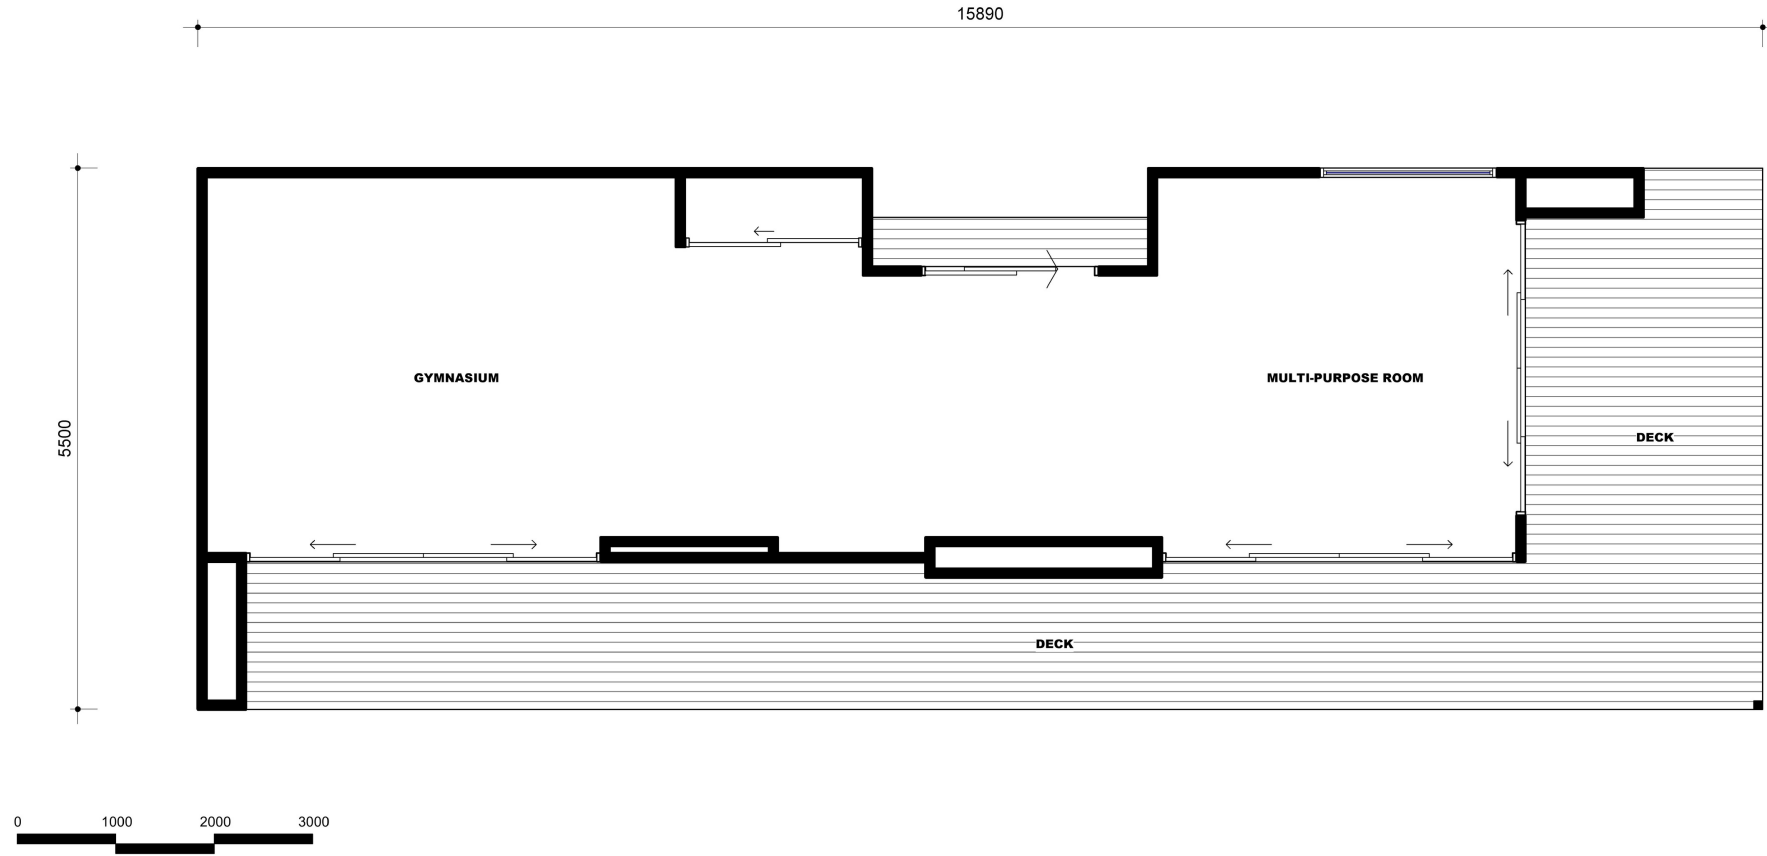 15890
5500
GYMNASIUM
MULTI-PURPOSE ROOM
DECK
DECK
0 1000 2000 3000